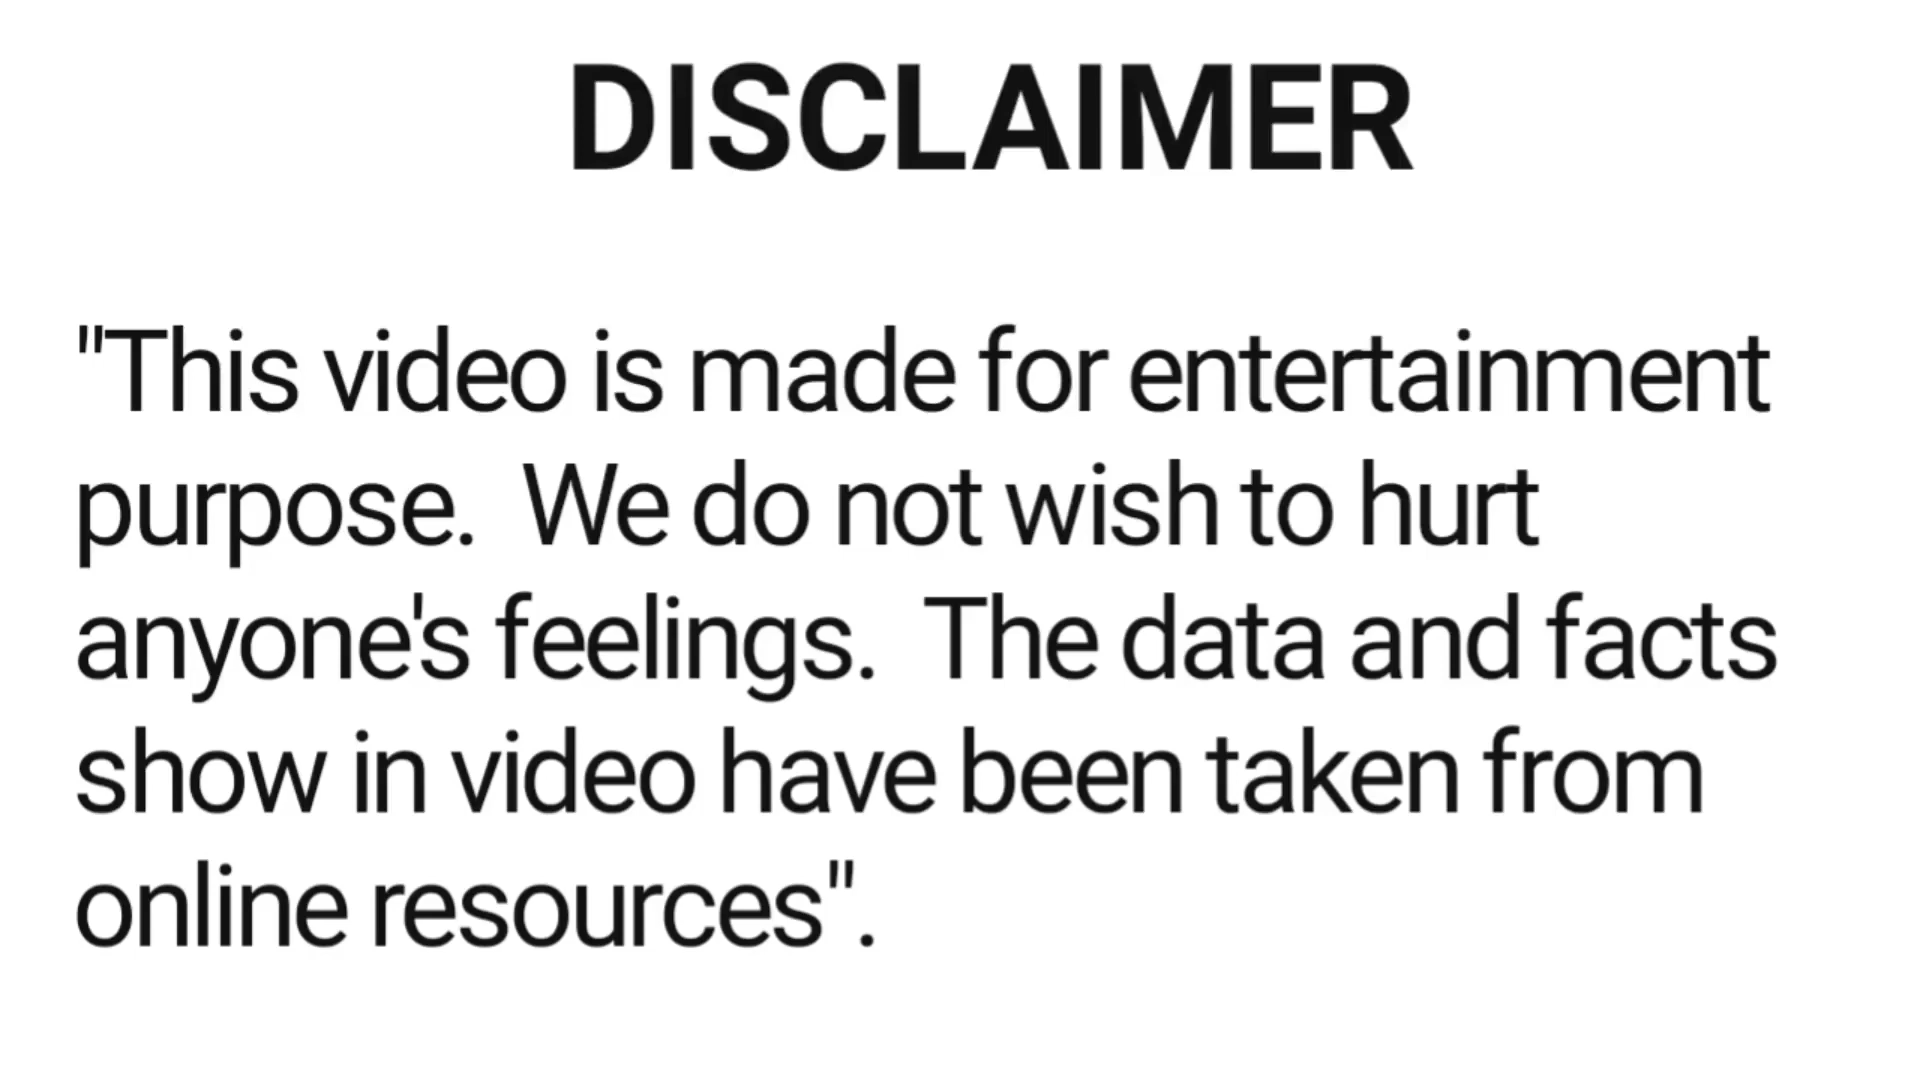 DISCLAIMER
"This video is made for entertainment
purpose.  We do not wish to hurt
anyone's feelings.  The data and facts
show in video have been taken from
online resources".